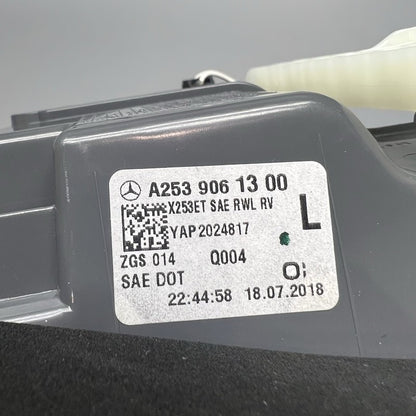 A253 906 13 00
X253ET SAE RWL RV
L
YAP2024817
ZGS 014 Q004
SAE DOT
22:44:58 18.07.2018